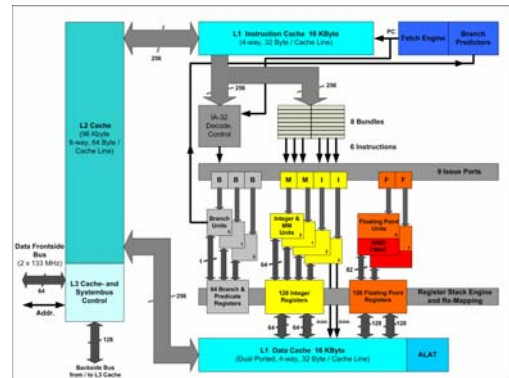 L1 Instruction Cache 16 KByte
(4-way, 32 Byte / Cache Line)
PC
Fetch Engine
Branch
Predictors
256
256
256
IA-32
Decode,
Control
8 Bundles
6 Instructions
L2 Cache
(96 Kbyte
6-way, 64 Byte /
Cache Line)
9 Issue Ports
B
B
B
M
M
I
I
F
F
Branch
Units
Integer &
MM
Units
Floating Point
Units
1
64
82
Data Frontside
Bus
(2 x 133 MHz)
64
Addr.
L3 Cache- and
Systembus
Control
256
64 Branch &
Predicate
Registers
128 Integer
Registers
128 Floating Point
Registers
Register Stack Engine
and Re-Mapping
64
64
128
128
128
Backside Bus
from / to L3 Cache
L1 Data Cache 16 KByte
(Dual Ported, 4-way, 32 Byte / Cache Line)
ALAT